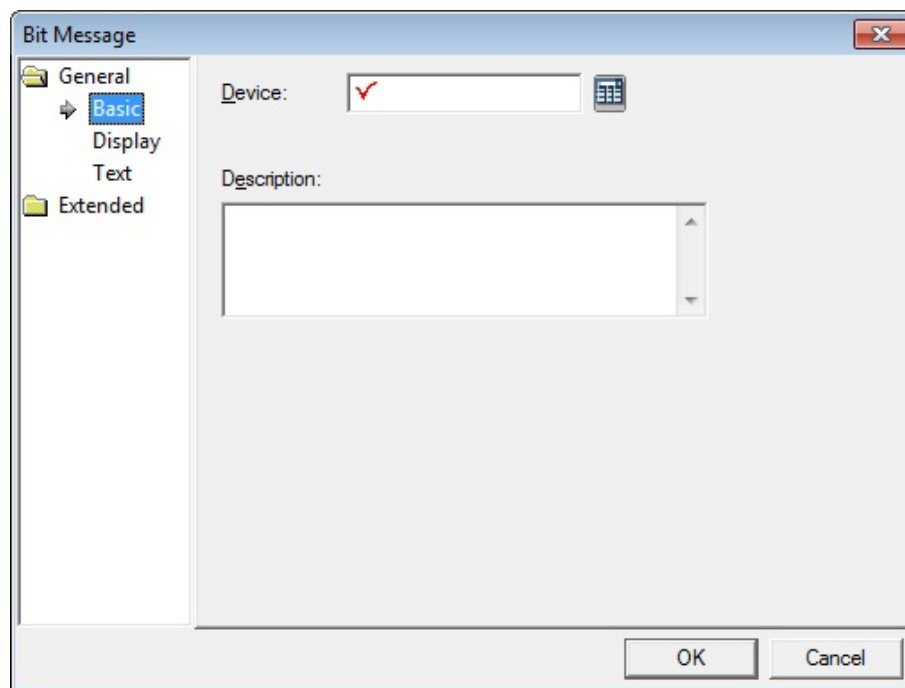 Bit Message
General
Basic
Display
Text
Extended
Device:
Description:
OK
Cancel